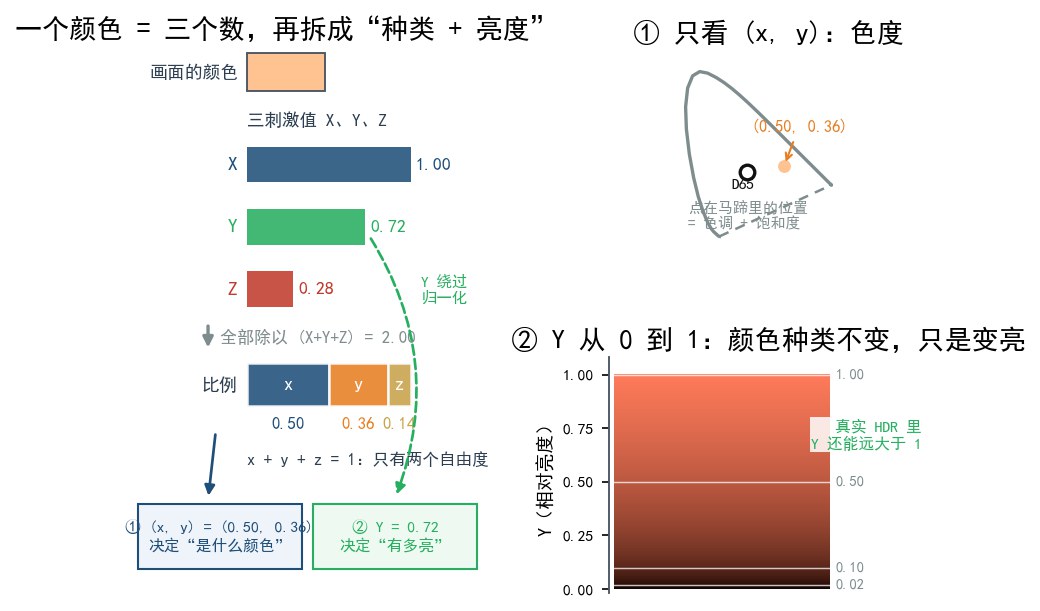 一个颜色 = 三个数，再拆成“种类 + 亮度”
画面的颜色
三刺激值 X、Y、Z
X
1.00
Y
0.72
Y 绕过
归一化
Z
0.28
全部除以 (X+Y+Z) = 2.00
比例
x
y
z
0.50
0.36
0.14
x + y + z = 1：只有两个自由度
① (x, y) = (0.50, 0.36)
决定“是什么颜色”
② Y = 0.72
决定“有多亮”
① 只看 (x, y)：色度
(0.50, 0.36)
D65
点在马蹄里的位置
= 色调 + 饱和度
② Y 从 0 到 1：颜色种类不变，只是变亮
Y（相对亮度）
1.00
0.75
0.50
0.25
0.00
1.00
真实 HDR 里
Y 还能远大于 1
0.50
0.10
0.02